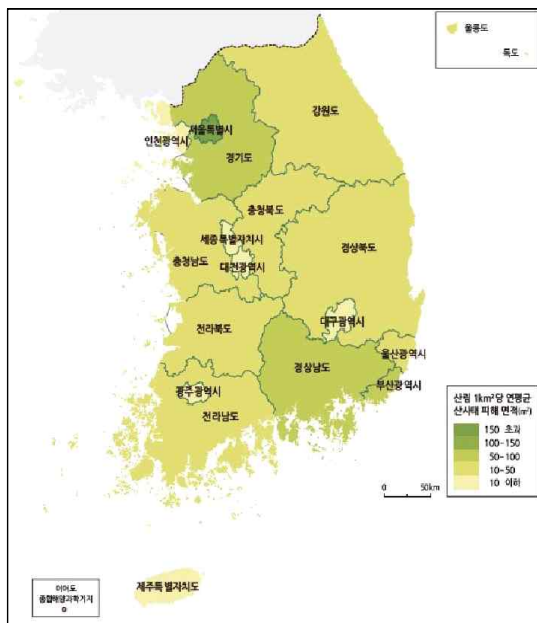 울릉도
독도
강원도
서울특별시
인천광역시
경기도
충청북도
세종특별자치시
경상북도
충청남도
대전광역시
대구광역시
전라북도
울산광역시
경상남도
부산광역시
광주광역시
전라남도
산림 1km²당 연평균
산사태 피해 면적(m²)
150 초과
100-150
50-100
10-50
10 이하
0 50km
제주특별자치도
이어도
종합해양과학기지